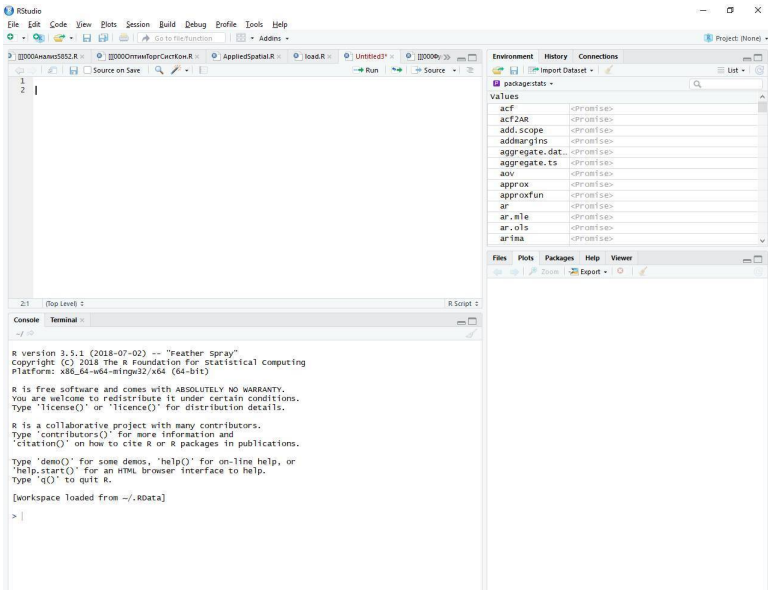 RStudio
File Edit Code View Plots Session Build Debug Profile Tools Help
Go to file/function Addins Project: (None)
[[[000Анализ5852.R [[[000ОптимТоргСистКон.R AppliedSpatial.R load.R Untitled3* [[[000Фу
Source on Save Run Source
1
2
2:1 (Top Level) R Script
Console Terminal
~/
R version 3.5.1 (2018-07-02) -- "Feather Spray"
Copyright (C) 2018 The R Foundation for Statistical Computing
Platform: x86_64-w64-mingw32/x64 (64-bit)
R is free software and comes with ABSOLUTELY NO WARRANTY.
You are welcome to redistribute it under certain conditions.
Type 'license()' or 'licence()' for distribution details.
R is a collaborative project with many contributors.
Type 'contributors()' for more information and
'citation()' on how to cite R or R packages in publications.
Type 'demo()' for some demos, 'help()' for on-line help, or
'help.start()' for an HTML browser interface to help.
Type 'q()' to quit R.
[Workspace loaded from ~/.RData]
>
Environment History Connections
Import Dataset List
package:stats
Values
acf <Promise>
acf2AR <Promise>
add.scope <Promise>
addmargins <Promise>
aggregate.dat… <Promise>
aggregate.ts <Promise>
aov <Promise>
approx <Promise>
approxfun <Promise>
ar <Promise>
ar.mle <Promise>
ar.ols <Promise>
arima <Promise>
Files Plots Packages Help Viewer
Zoom Export